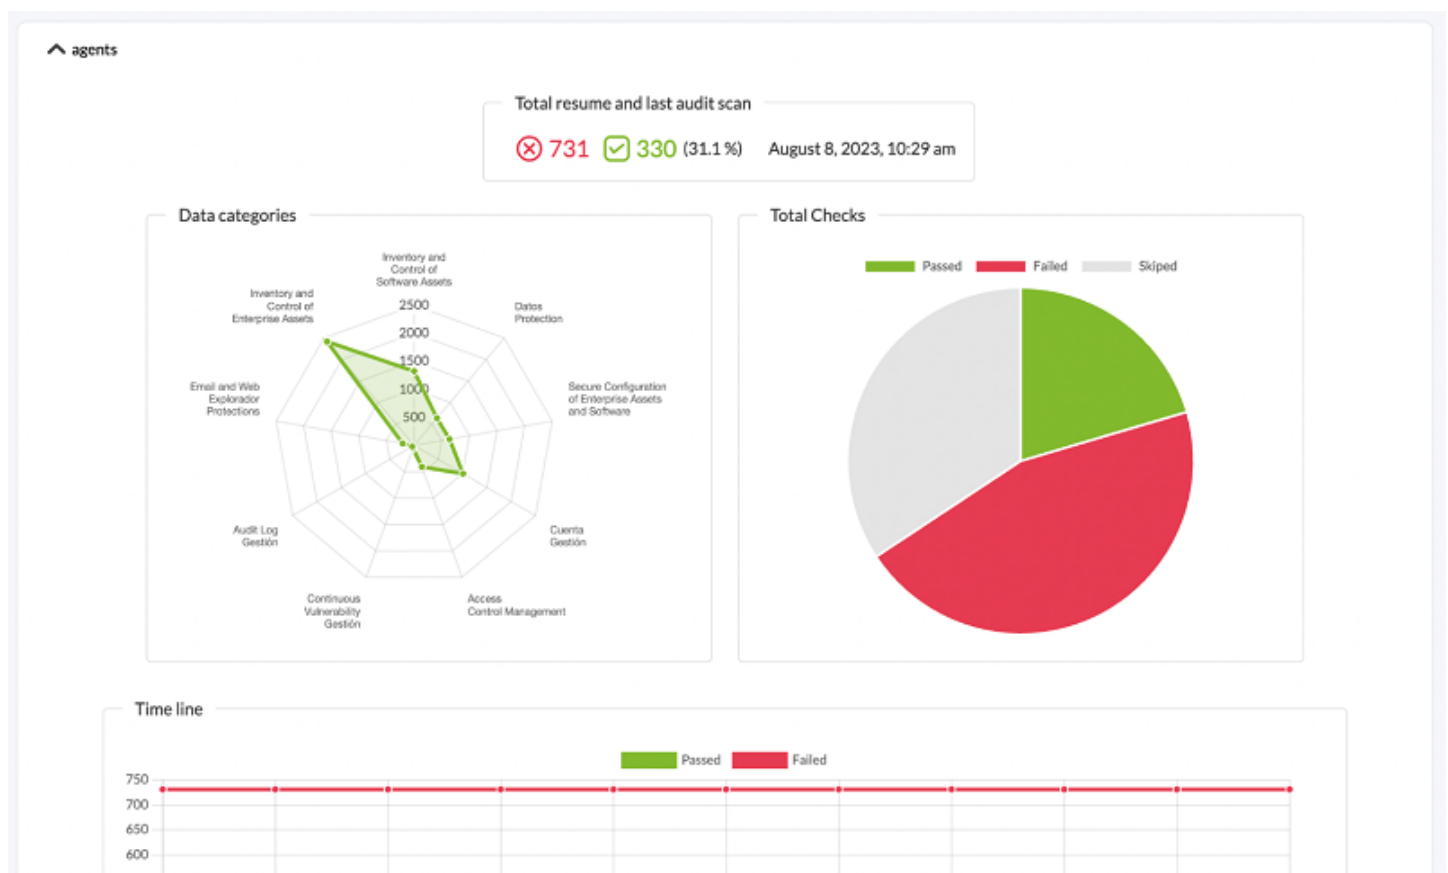 agents
Total resume and last audit scan
731 330 (31.1 %) August 8, 2023, 10:29 am
Data categories
Inventory and
Control of
Software Assets
Inventory and
Control of
Enterprise Assets
Datos
Protection
2500
2000
1500
1000
500
Email and Web
Explorador
Protections
Secure Configuration
of Enterprise Assets
and Software
Audit Log
Gestión
Cuenta
Gestión
Continuous
Vulnerability
Gestión
Access
Control Management
Total Checks
Passed Failed Skiped
Time line
Passed Failed
750
700
650
600